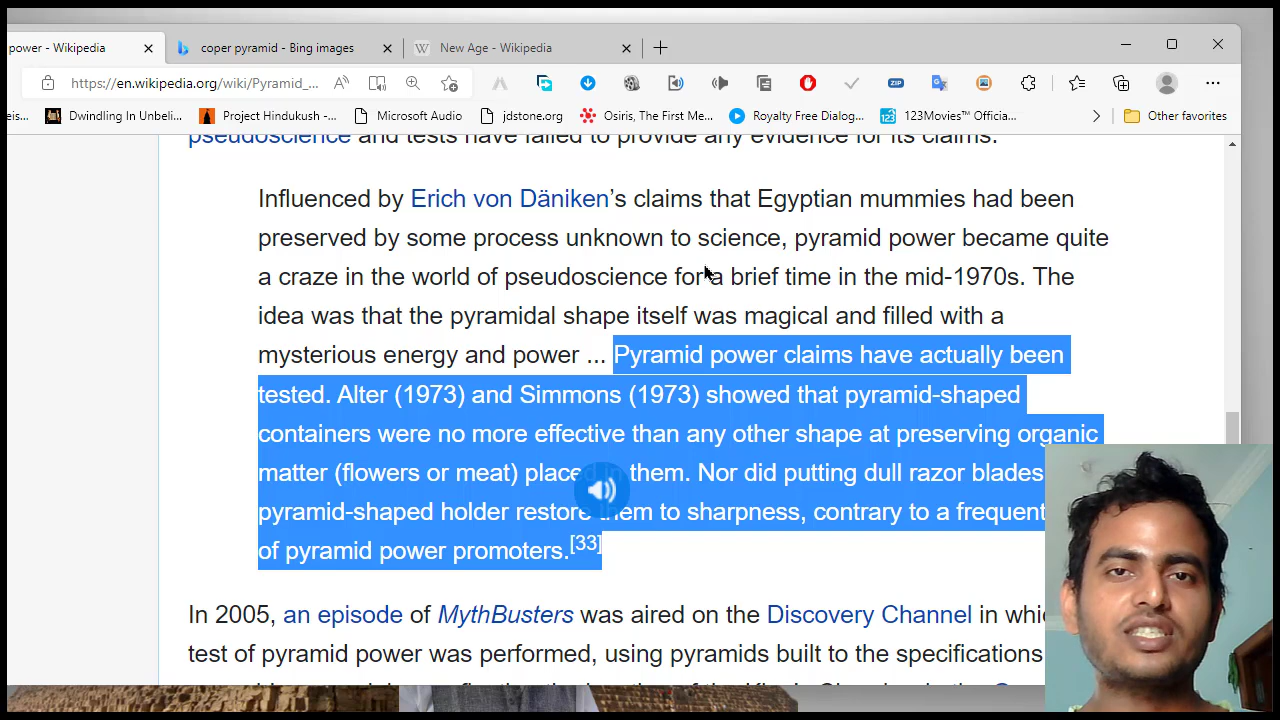 power - Wikipedia
coper pyramid - Bing images
New Age - Wikipedia
https://en.wikipedia.org/wiki/Pyramid_...
ZIP
eis...
Dwindling In Unbeli...
Project Hindukush -...
Microsoft Audio
jdstone.org
Osiris, The First Me...
Royalty Free Dialog...
123
123Movies™ Officia...
Other favorites
pseudoscience and tests have failed to provide any evidence for its claims.
Influenced by Erich von Däniken's claims that Egyptian mummies had been
preserved by some process unknown to science, pyramid power became quite
a craze in the world of pseudoscience for a brief time in the mid-1970s. The
idea was that the pyramidal shape itself was magical and filled with a
mysterious energy and power ... Pyramid power claims have actually been
tested. Alter (1973) and Simmons (1973) showed that pyramid-shaped
containers were no more effective than any other shape at preserving organic
matter (flowers or meat) placed in them. Nor did putting dull razor blades
pyramid-shaped holder restore them to sharpness, contrary to a frequent
of pyramid power promoters.[33]
In 2005, an episode of MythBusters was aired on the Discovery Channel in
test of pyramid power was performed, using pyramids built to the specifications